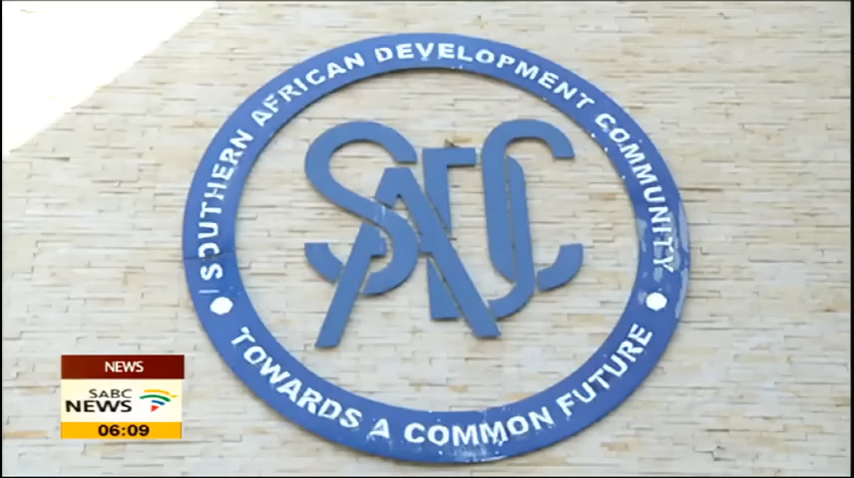 SOUTHERN AFRICAN DEVELOPMENT COMMUNITY
SADC
TOWARDS A COMMON FUTURE
NEWS
SABC
NEWS
06:09